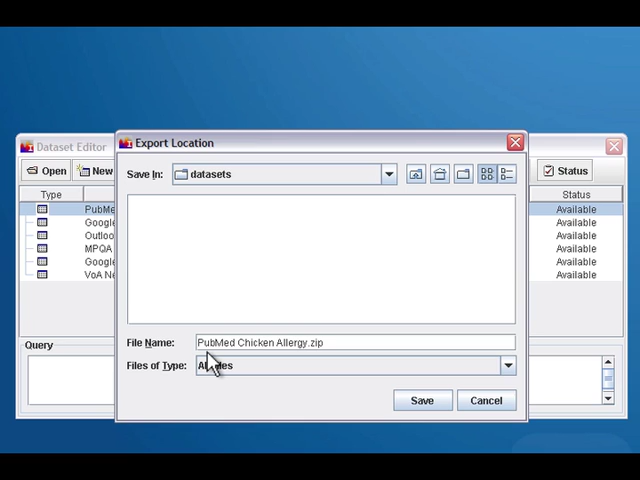 Dataset Editor
Export Location
Open
New
Status
Save In:
datasets
Type
Status
PubMe
Available
Google
Available
Outloo
Available
MPQA
Available
Google
Available
VoA Ne
Available
Query
File Name:
PubMed Chicken Allergy.zip
Files of Type:
All Files
Save
Cancel